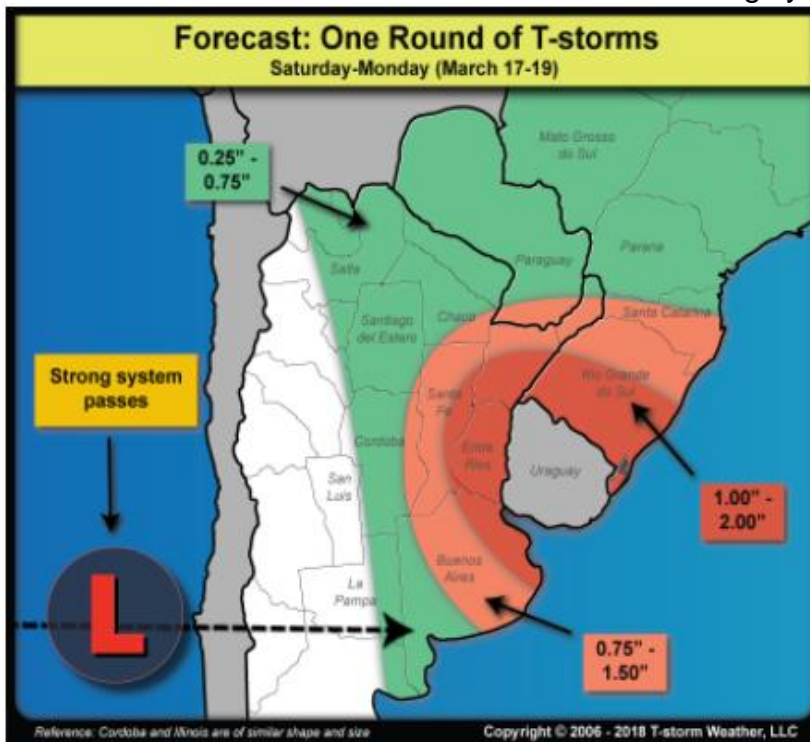 Forecast: One Round of T-storms
Saturday-Monday (March 17-19)
Mato Grosso
do Sul
0.25" -
0.75"
Salta
Paraguay
Parana
Santiago
del Estero
Chaco
Santa Catarina
Strong system
passes
Rio Grande
do Sul
Santa
Fe
Cordoba
Entre
Rios
San
Luis
Uraguay
1.00" -
2.00"
Buenos
Aires
La
Pampa
L
0.75" -
1.50"
Reference: Cordoba and Illinois are of similar shape and size
Copyright © 2006 - 2018 T-storm Weather, LLC